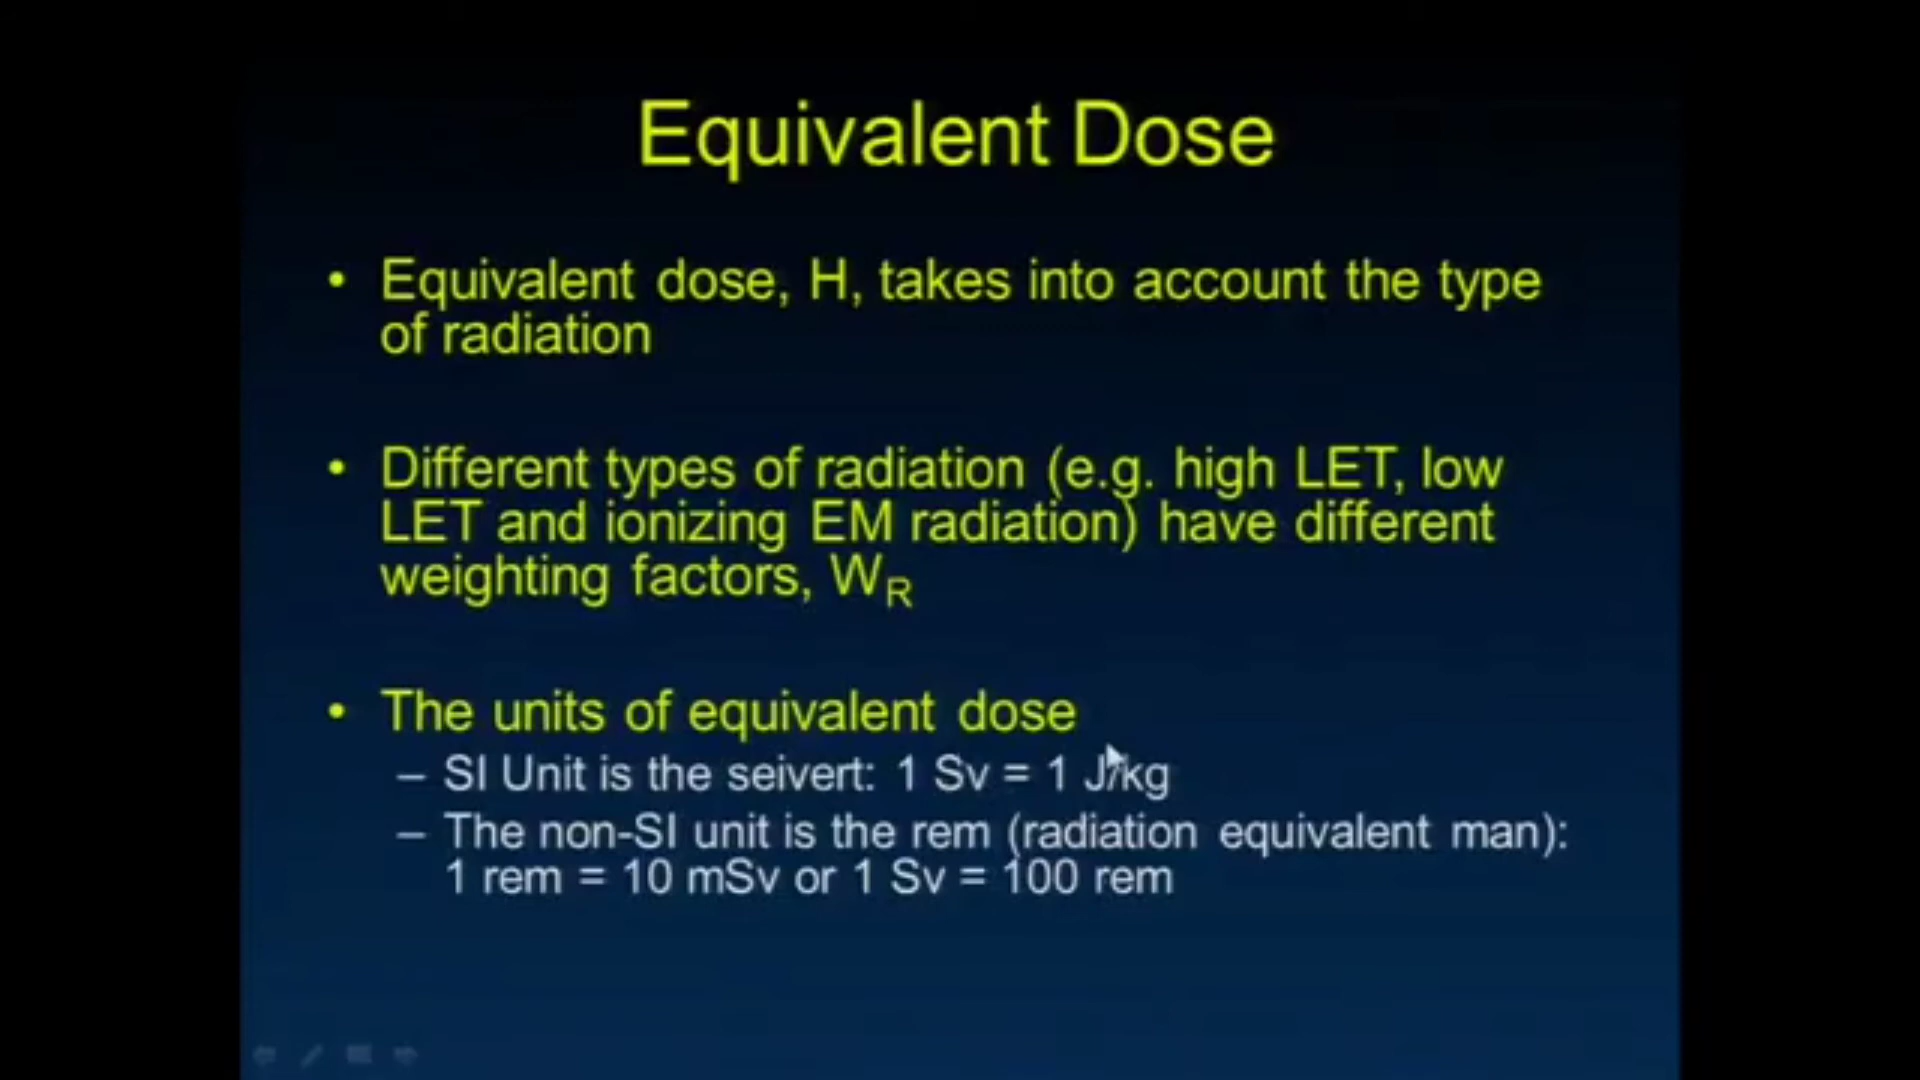 Equivalent Dose
• Equivalent dose, H, takes into account the type
of radiation
• Different types of radiation (e.g. high LET, low
LET and ionizing EM radiation) have different
weighting factors, WR
• The units of equivalent dose
– SI Unit is the seivert: 1 Sv = 1 J/kg
– The non-SI unit is the rem (radiation equivalent man):
1 rem = 10 mSv or 1 Sv = 100 rem